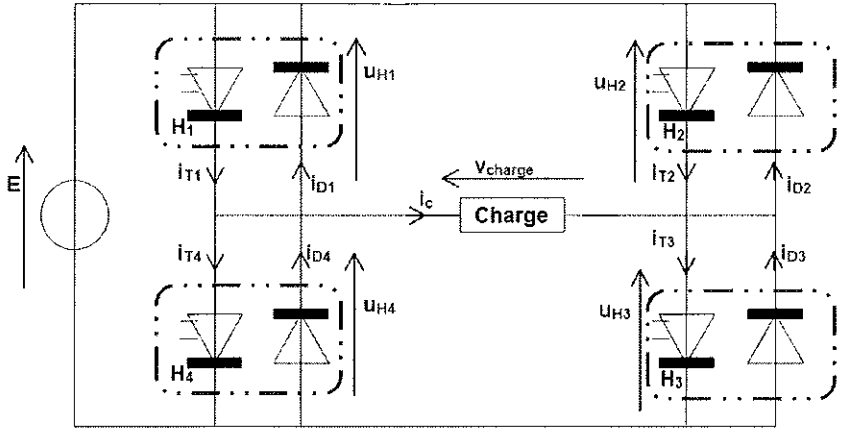 uH1
uH2
H1
H2
iT1
iD1
vcharge
iT2
iD2
E
ic
Charge
iT4
iD4
iT3
iD3
uH4
uH3
H4
H3